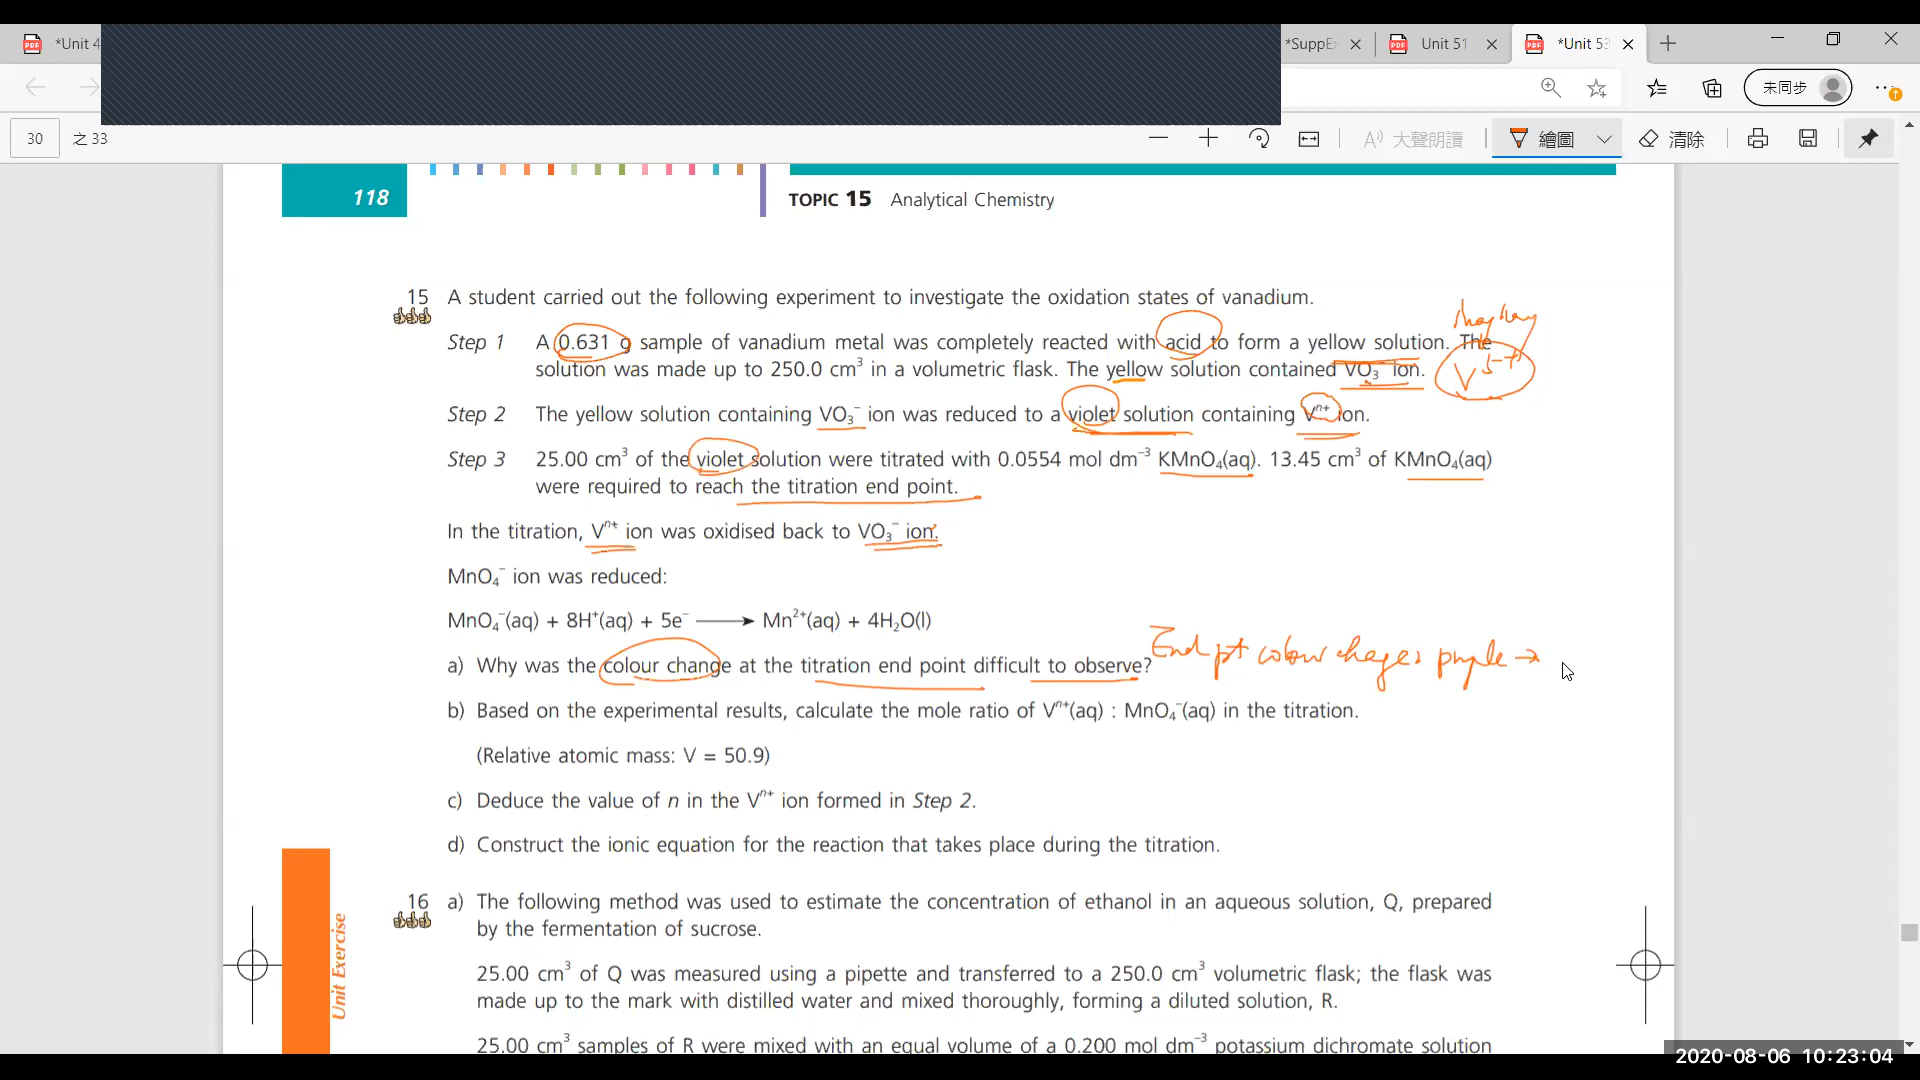 *Unit 4
*SuppEx
Unit 51
*Unit 53
未同步
30 之 33
大聲朗讀
繪圖
清除
118
TOPIC 15 Analytical Chemistry
15 A student carried out the following experiment to investigate the oxidation states of vanadium.
Step 1 A 0.631 g sample of vanadium metal was completely reacted with acid to form a yellow solution. The
solution was made up to 250.0 cm³ in a volumetric flask. The yellow solution contained VO₃⁻ ion.
V⁵⁺
Step 2 The yellow solution containing VO₃⁻ ion was reduced to a violet solution containing Vⁿ⁺ ion.
Step 3 25.00 cm³ of the violet solution were titrated with 0.0554 mol dm⁻³ KMnO₄(aq). 13.45 cm³ of KMnO₄(aq)
were required to reach the titration end point.
In the titration, Vⁿ⁺ ion was oxidised back to VO₃⁻ ion.
MnO₄⁻ ion was reduced:
MnO₄⁻(aq) + 8H⁺(aq) + 5e⁻ ⟶ Mn²⁺(aq) + 4H₂O(l)
a) Why was the colour change at the titration end point difficult to observe?
End pt colour changes purple →
b) Based on the experimental results, calculate the mole ratio of Vⁿ⁺(aq) : MnO₄⁻(aq) in the titration.
(Relative atomic mass: V = 50.9)
c) Deduce the value of n in the Vⁿ⁺ ion formed in Step 2.
d) Construct the ionic equation for the reaction that takes place during the titration.
16 a) The following method was used to estimate the concentration of ethanol in an aqueous solution, Q, prepared
by the fermentation of sucrose.
25.00 cm³ of Q was measured using a pipette and transferred to a 250.0 cm³ volumetric flask; the flask was
made up to the mark with distilled water and mixed thoroughly, forming a diluted solution, R.
25.00 cm³ samples of R were mixed with an equal volume of a 0.200 mol dm⁻³ potassium dichromate solution
Unit Exercise
2020-08-06 10:23:04